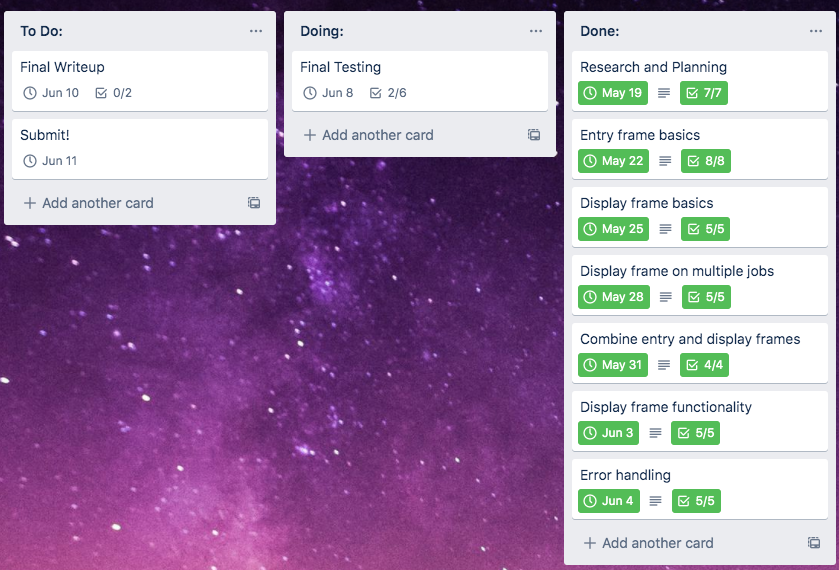 To Do:
Final Writeup
Jun 10 0/2
Submit!
Jun 11
Add another card
Doing:
Final Testing
Jun 8 2/6
Add another card
Done:
Research and Planning
May 19 7/7
Entry frame basics
May 22 8/8
Display frame basics
May 25 5/5
Display frame on multiple jobs
May 28 5/5
Combine entry and display frames
May 31 4/4
Display frame functionality
Jun 3 5/5
Error handling
Jun 4 5/5
Add another card